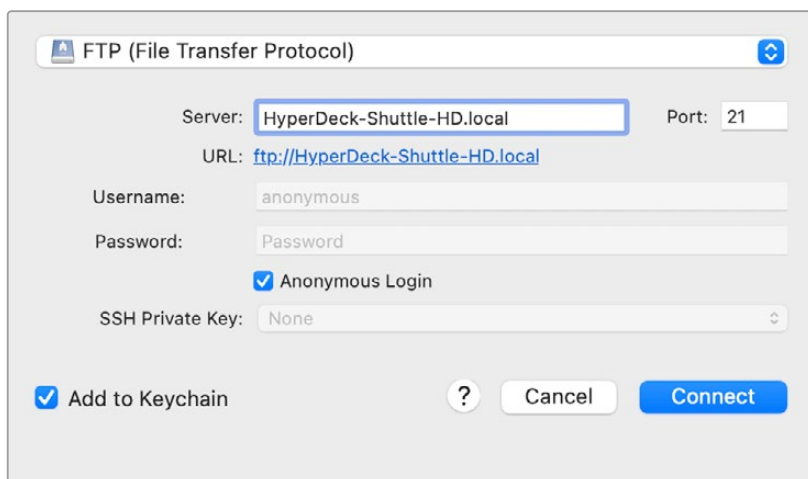 FTP (File Transfer Protocol)
Server: HyperDeck-Shuttle-HD.local Port: 21
URL: ftp://HyperDeck-Shuttle-HD.local
Username: anonymous
Password: Password
Anonymous Login
SSH Private Key: None
Add to Keychain ? Cancel Connect